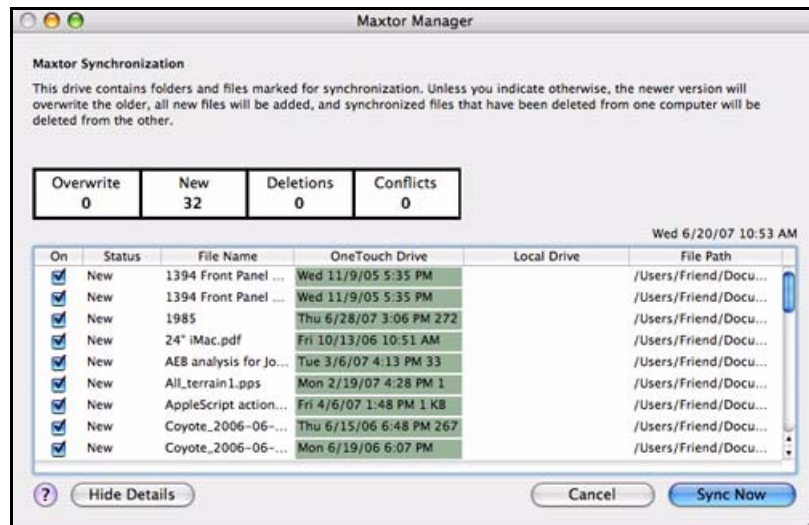 Maxtor Manager
Maxtor Synchronization
This drive contains folders and files marked for synchronization. Unless you indicate otherwise, the newer version will
overwrite the older, all new files will be added, and synchronized files that have been deleted from one computer will be
deleted from the other.
Overwrite New Deletions Conflicts
0 32 0 0
Wed 6/20/07 10:53 AM
On Status File Name OneTouch Drive Local Drive File Path
New 1394 Front Panel ... Wed 11/9/05 5:35 PM /Users/Friend/Docu...
New 1394 Front Panel ... Wed 11/9/05 5:35 PM /Users/Friend/Docu...
New 1985 Thu 6/28/07 3:06 PM 272 /Users/Friend/Docu...
New 24" iMac.pdf Fri 10/13/06 10:51 AM /Users/Friend/Docu...
New AEB analysis for Jo... Tue 3/6/07 4:13 PM 33 /Users/Friend/Docu...
New All_terrain1.pps Mon 2/19/07 4:28 PM 1 /Users/Friend/Docu...
New AppleScript action... Fri 4/6/07 1:48 PM 1 KB /Users/Friend/Docu...
New Coyote_2006-06-... Thu 6/15/06 6:48 PM 267 /Users/Friend/Docu...
New Coyote_2006-06-... Mon 6/19/06 6:07 PM /Users/Friend/Docu...
? Hide Details Cancel Sync Now